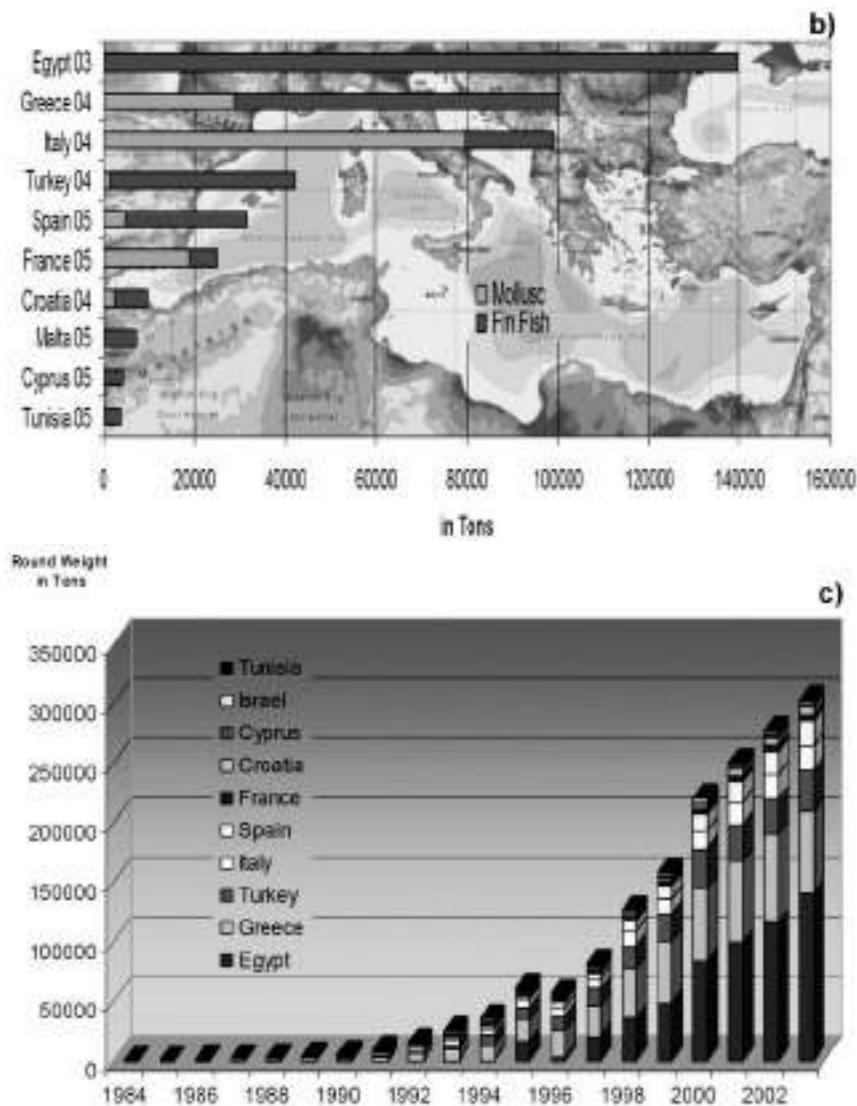 b)
Egypt 03
Greece 04
Italy 04
Turkey 04
Spain 05
France 05
Croatia 04
Malta 05
Cyprus 05
Tunisia 05
Mollusc
Fin Fish
0 20000 40000 60000 80000 100000 120000 140000 160000
in Tons
Round Weight
in Tons
c)
350000
300000
250000
200000
150000
100000
50000
0
Tunisia
Israel
Cyprus
Croatia
France
Spain
Italy
Turkey
Greece
Egypt
1984 1986 1988 1990 1992 1994 1996 1998 2000 2002